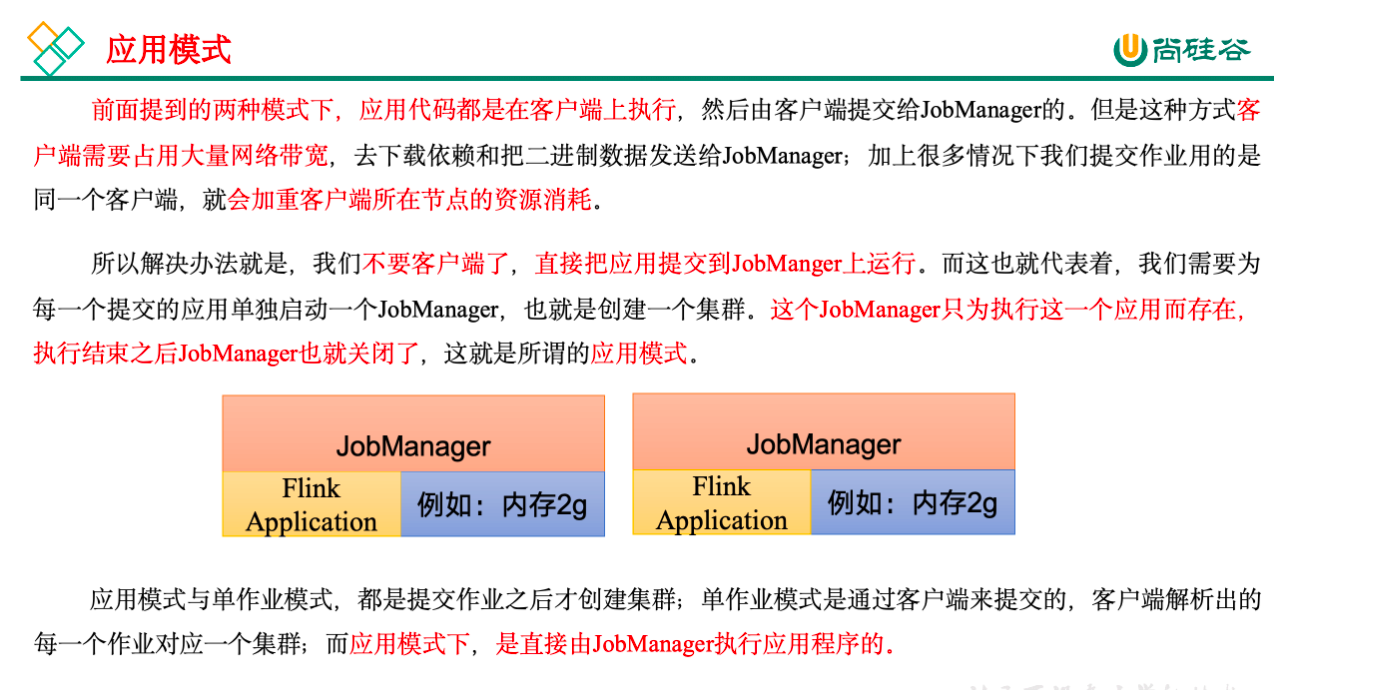 应用模式
尚硅谷
前面提到的两种模式下，应用代码都是在客户端上执行，然后由客户端提交给JobManager的。但是这种方式客
户端需要占用大量网络带宽，去下载依赖和把二进制数据发送给JobManager；加上很多情况下我们提交作业用的是
同一个客户端，就会加重客户端所在节点的资源消耗。
所以解决办法就是，我们不要客户端了，直接把应用提交到JobManger上运行。而这也就代表着，我们需要为
每一个提交的应用单独启动一个JobManager，也就是创建一个集群。这个JobManager只为执行这一个应用而存在，
执行结束之后JobManager也就关闭了，这就是所谓的应用模式。
JobManager
Flink
Application
例如：内存2g
JobManager
Flink
Application
例如：内存2g
应用模式与单作业模式，都是提交作业之后才创建集群；单作业模式是通过客户端来提交的，客户端解析出的
每一个作业对应一个集群；而应用模式下，是直接由JobManager执行应用程序的。